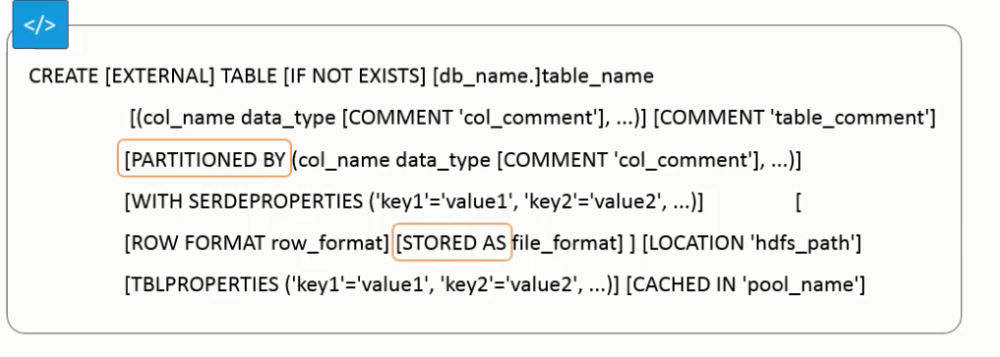 </>
CREATE [EXTERNAL] TABLE [IF NOT EXISTS] [db_name.]table_name
[(col_name data_type [COMMENT 'col_comment'], ...)] [COMMENT 'table_comment']
[PARTITIONED BY (col_name data_type [COMMENT 'col_comment'], ...)]
[WITH SERDEPROPERTIES ('key1'='value1', 'key2'='value2', ...)] [
[ROW FORMAT row_format] [STORED AS file_format] ] [LOCATION 'hdfs_path']
[TBLPROPERTIES ('key1'='value1', 'key2'='value2', ...)] [CACHED IN 'pool_name']